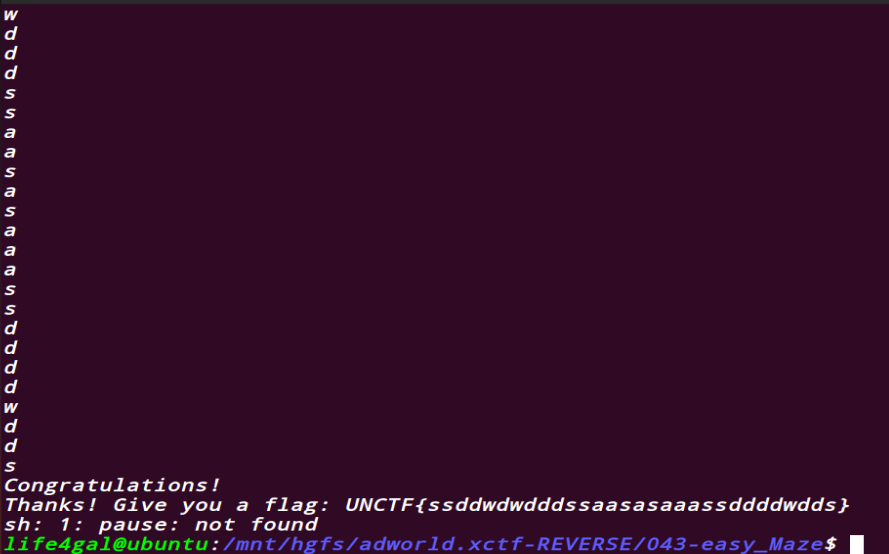 w
d
d
d
s
s
a
a
s
a
s
a
a
a
s
s
d
d
d
d
w
d
d
s
Congratulations!
Thanks! Give you a flag: UNCTF{ssddwdwdddssaasasaaassddddwdds}
sh: 1: pause: not found
life4gal@ubuntu:/mnt/hgfs/adworld.xctf-REVERSE/043-easy_Maze$